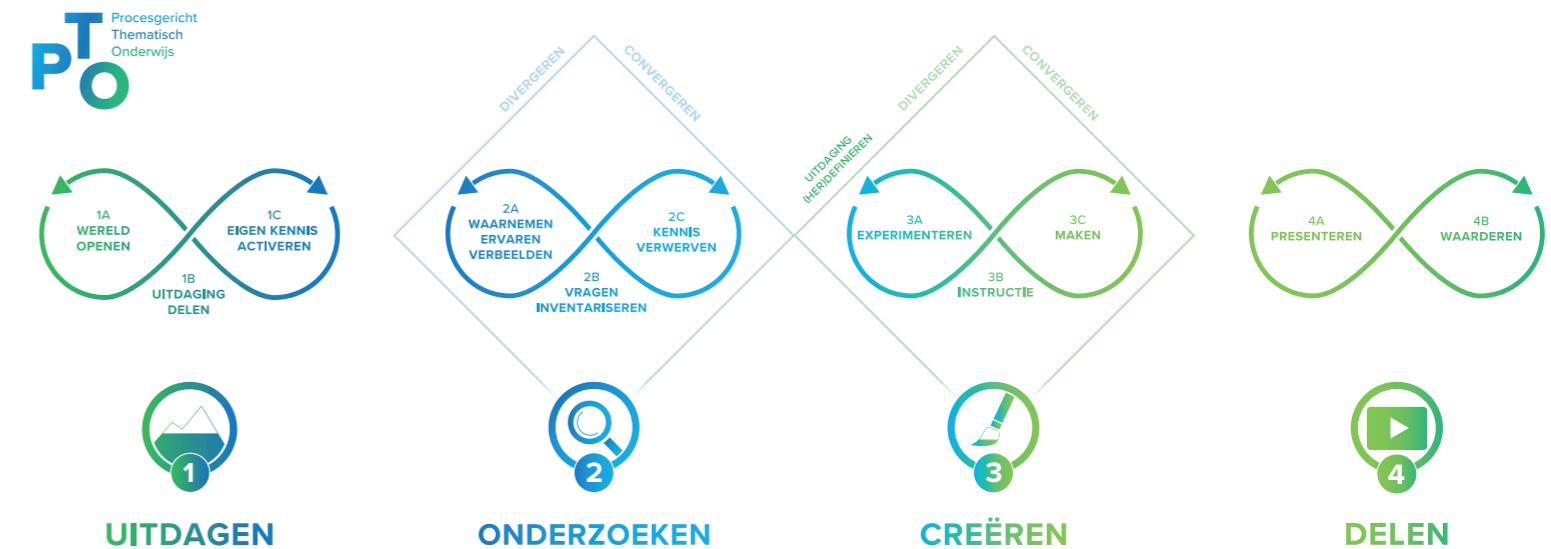 PTO
Procesgericht
Thematisch
Onderwijs
1A
WERELD
OPENEN
1B
UITDAGING
DELEN
1C
EIGEN KENNIS
ACTIVEREN
1
UITDAGEN
DIVERGEREN
CONVERGEREN
2A
WAARNEMEN
ERVAREN
VERBEELDEN
2B
VRAGEN
INVENTARISEREN
2C
KENNIS
VERWERVEN
2
ONDERZOEKEN
UITDAGING
(HER)DEFINIEREN
DIVERGEREN
CONVERGEREN
3A
EXPERIMENTEREN
3B
INSTRUCTIE
3C
MAKEN
3
CREËREN
4A
PRESENTEREN
4B
WAARDEREN
4
DELEN